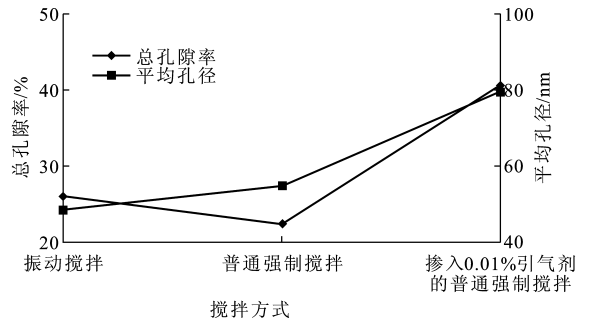 50
40
30
20
总孔隙率/%
总孔隙率
平均孔径
100
80
60
40
平均孔径/nm
振动搅拌
普通强制搅拌
掺入0.01%引气剂
的普通强制搅拌
搅拌方式